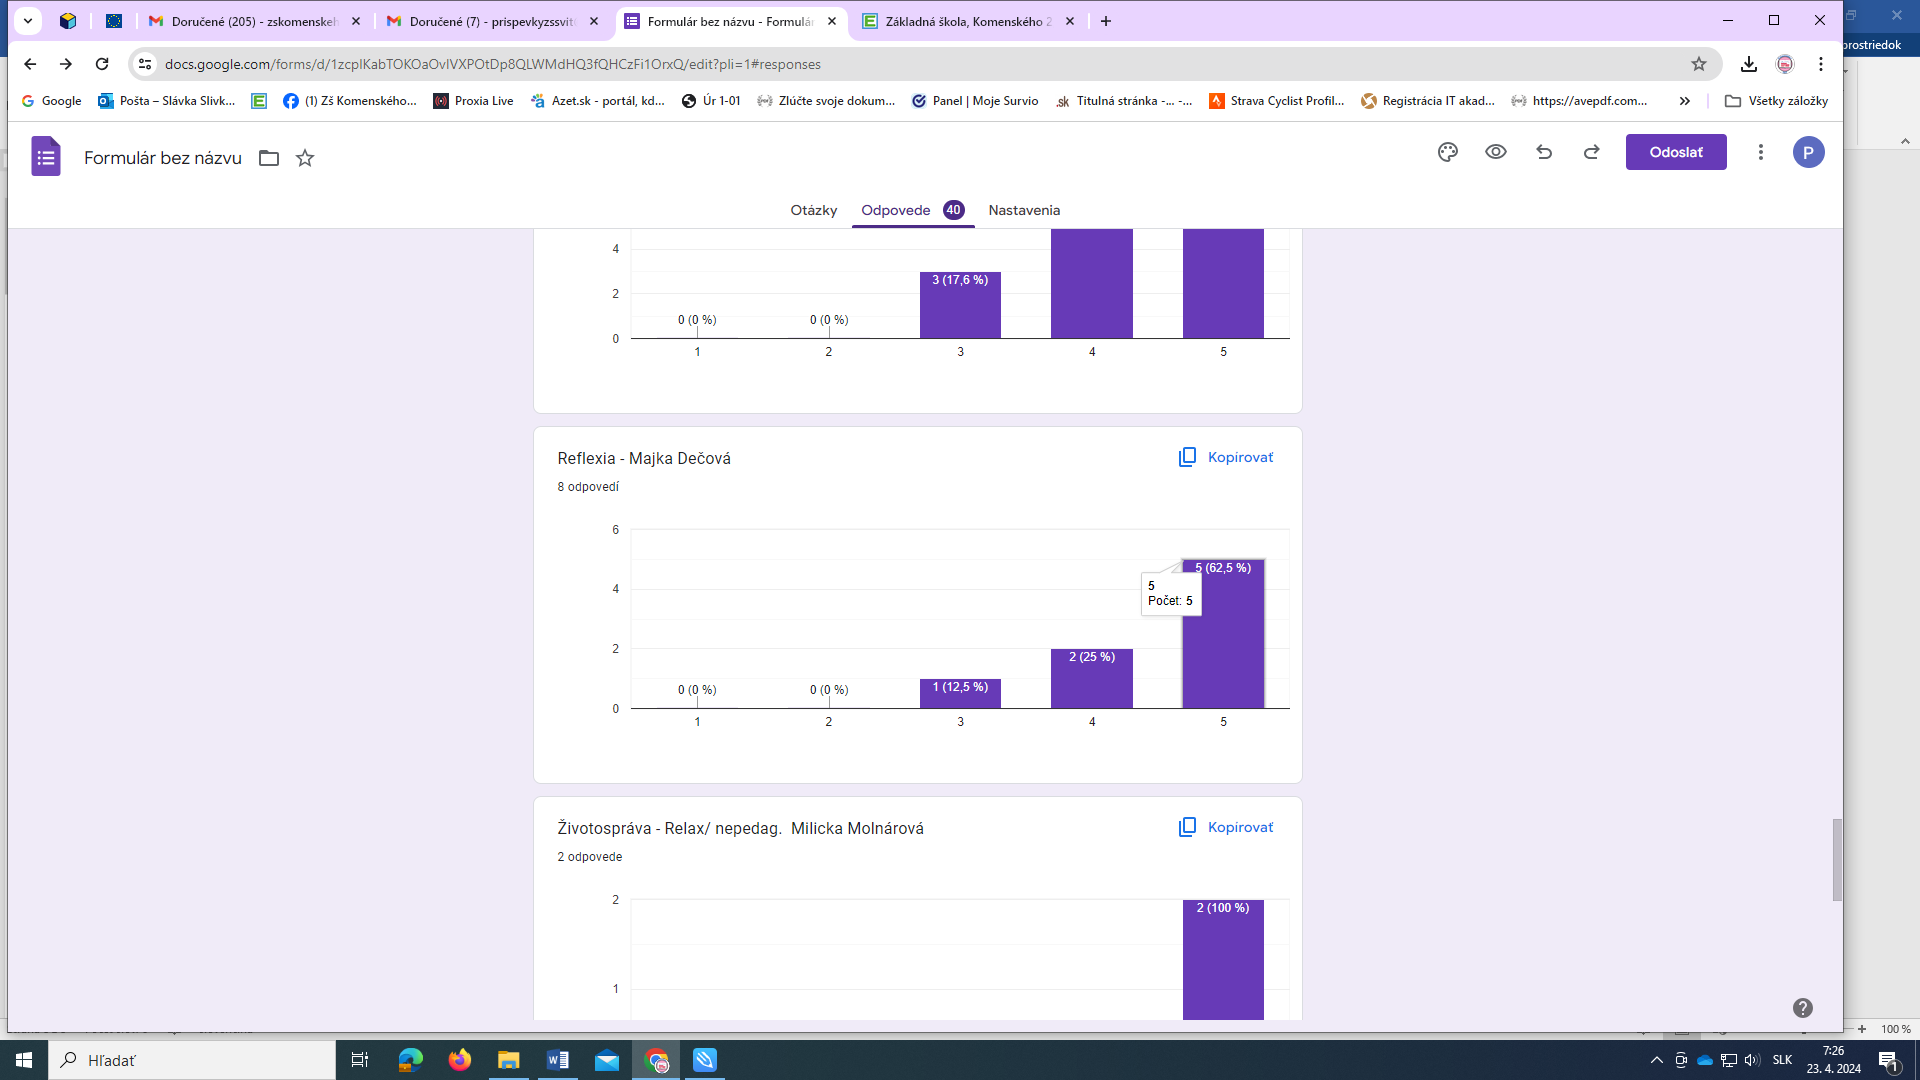 Doručené (205) - zskomenskeh
Doručené (7) - prispevkyzssvit
Formulár bez názvu - Formulár
Základná škola, Komenského 2
prostriedok
docs.google.com/forms/d/1zcplKabTOKOaOvlVXPOtDp8QLWMdHQ3fQHCzFi1OrxQ/edit?pli=1#responses
Google
Pošta – Slávka Slivk...
(1) Zš Komenského...
Proxia Live
Azet.sk - portál, kd...
Úr 1-01
Zlúčte svoje dokum...
Panel | Moje Survio
.sk Titulná stránka -... -...
Strava Cyclist Profil...
Registrácia IT akad...
https://avepdf.com...
Všetky záložky
Formulár bez názvu
Odoslať
P
Otázky
Odpovede 40
Nastavenia
4
2
0
0 (0 %)
0 (0 %)
3 (17,6 %)
1 2 3 4 5
Reflexia - Majka Dečová
Kopírovať
8 odpovedí
6
4
2
0
0 (0 %)
0 (0 %)
1 (12,5 %)
2 (25 %)
5 (62,5 %)
5
Počet: 5
1 2 3 4 5
Životospráva - Relax/ nepedag.  Milicka Molnárová
Kopírovať
2 odpovede
2
1
2 (100 %)
100 %
Hľadať
SLK
7:26
23. 4. 2024
1